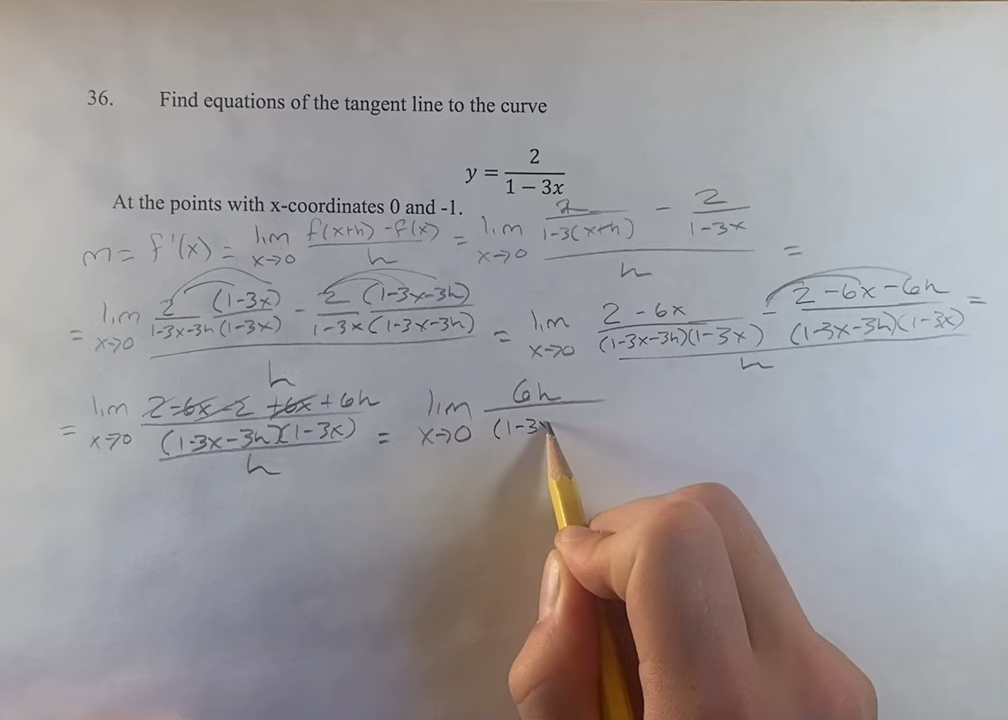 36. Find equations of the tangent line to the curve
y = 2/(1 − 3x)
At the points with x-coordinates 0 and -1.
m = f'(x) = lim x→0 (f(x+h) - f(x))/h = lim x→0 (2/(1-3(x+h)) - 2/(1-3x))/h =
= lim x→0 (2 (1-3x)/(1-3x-3h (1-3x)) - 2 (1-3x-3h)/(1-3x (1-3x-3h)))/h = lim x→0 ((2 - 6x)/((1-3x-3h)(1-3x)) - (2-6x-6h)/((1-3x-3h)(1-3x)))/h =
= lim x→0 ((2-6x-2+6x+6h)/((1-3x-3h)(1-3x)))/h = lim x→0 6h/(1-3x